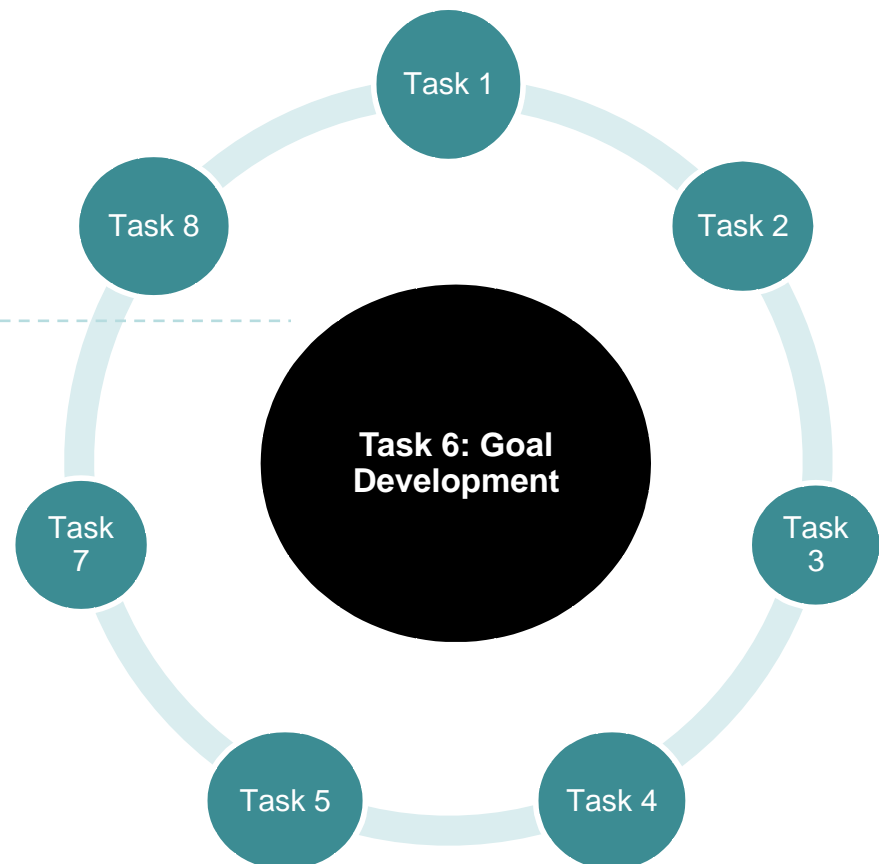 Task 1
Task 8
Task 2
Task 6: Goal
Development
Task
7
Task
3
Task 5
Task 4